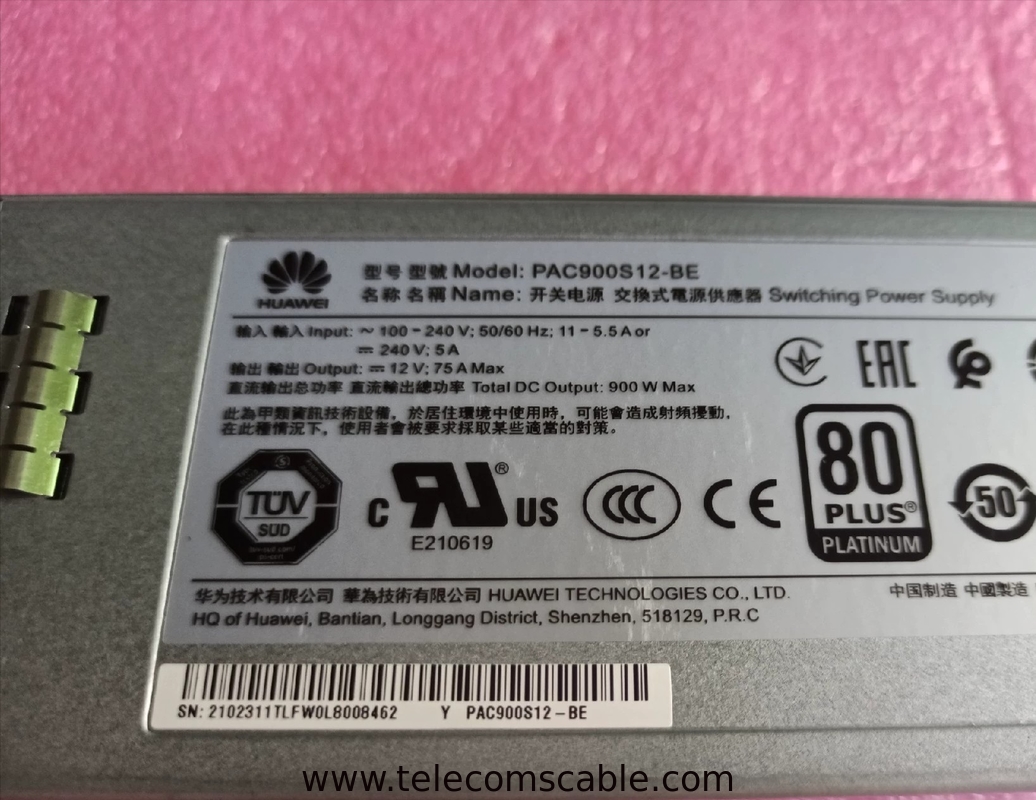 HUAWEI
型号 型號 Model: PAC900S12-BE
名称 名稱 Name: 开关电源 交換式電源供應器 Switching Power Supply
输入 輸入 Input: ~ 100-240 V; 50/60 Hz; 11-5.5 A or
⎓ 240 V; 5 A
输出 輸出 Output: ⎓ 12 V; 75 A Max
直流输出总功率 直流輸出總功率 Total DC Output: 900 W Max
此為甲類資訊技術設備，於居住環境中使用時，可能會造成射頻擾動，
在此種情況下，使用者會被要求採取某些適當的對策。
EAC
TÜV
SÜD
c RU® US
E210619
CCC
CE
80
PLUS®
PLATINUM
50
华为技术有限公司 華為技術有限公司 HUAWEI TECHNOLOGIES CO., LTD.
中国制造 中國製造
HQ of Huawei, Bantian, Longgang District, Shenzhen, 518129, P.R.C
SN: 2102311TLFW0L8008462 Y PAC900S12-BE
www.telecomscable.com